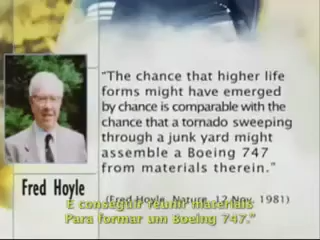 “The chance that higher life
forms might have emerged
by chance is comparable with the
chance that a tornado sweeping
through a junk yard might
assemble a Boeing 747
from materials therein.”
(Fred Hoyle, Nature, 12 Nov, 1981)
Fred Hoyle
E conseguir reunir materiais
Para formar um Boeing 747.”